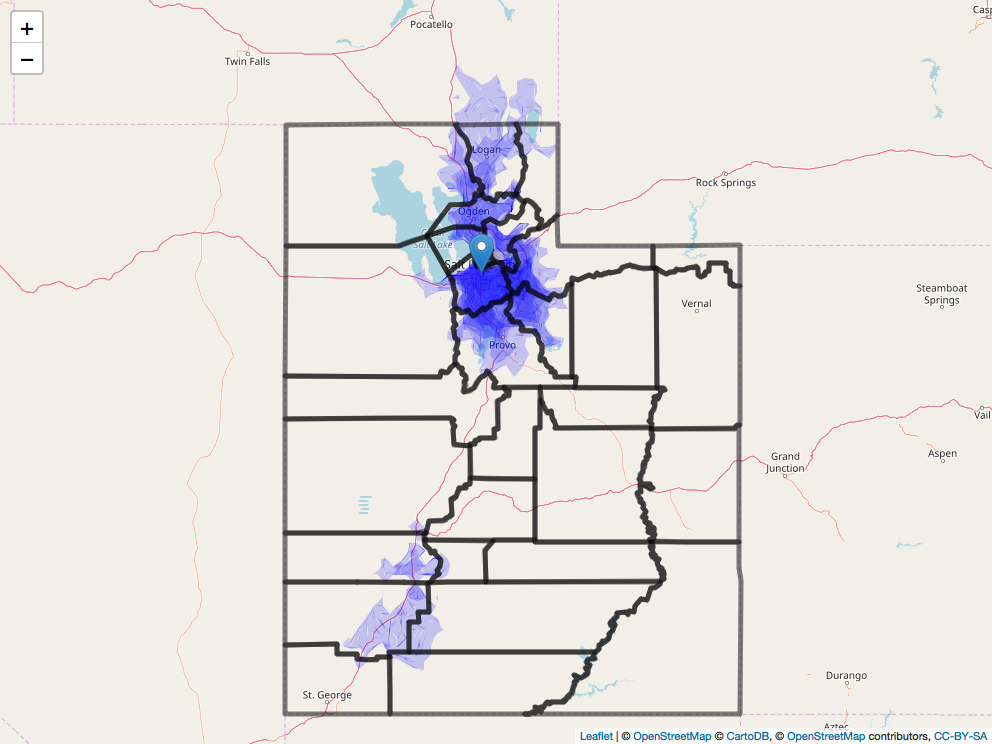 +
−
Pocatello
Twin Falls
Logan
Rock Springs
Ogden
Salt Lake
Salt
Vernal
Steamboat
Springs
Provo
Vail
Grand
Junction
Aspen
St. George
Durango
Aztec
Leaflet | © OpenStreetMap © CartoDB, © OpenStreetMap contributors, CC-BY-SA